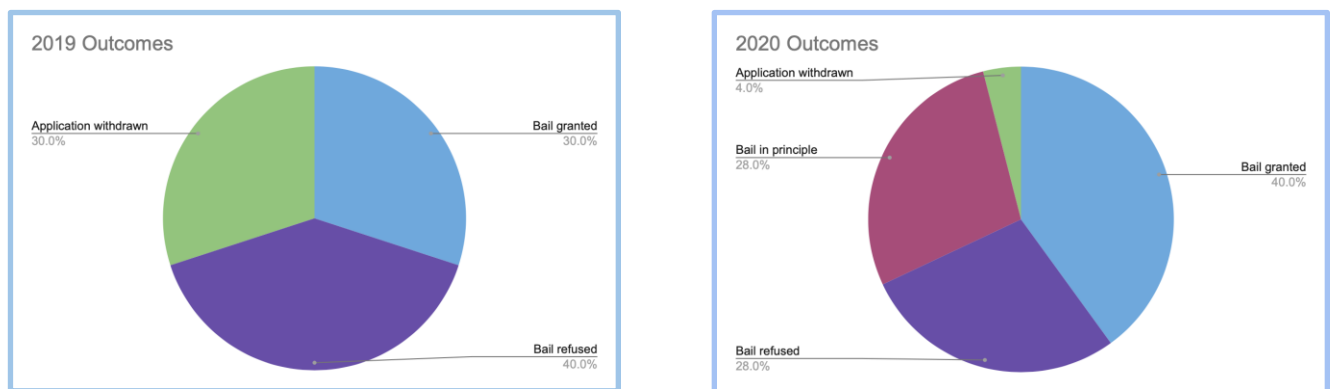 2019 Outcomes
Application withdrawn
30.0%
Bail granted
30.0%
Bail refused
40.0%
2020 Outcomes
Application withdrawn
4.0%
Bail in principle
28.0%
Bail granted
40.0%
Bail refused
28.0%